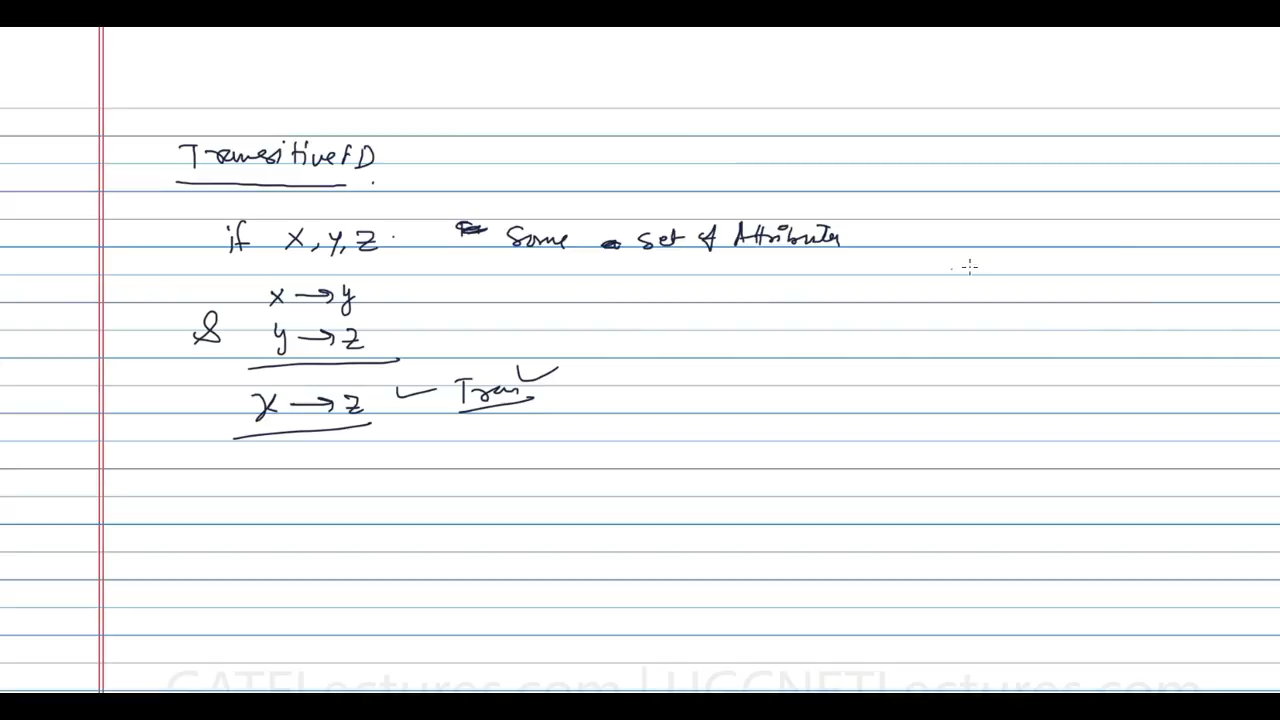 Transitive FD
if X, Y, Z. Some set of Attributes
x → y
& y → z
x → z ✓ Tran ✓
GATELectures.com | UGCNETLectures.com